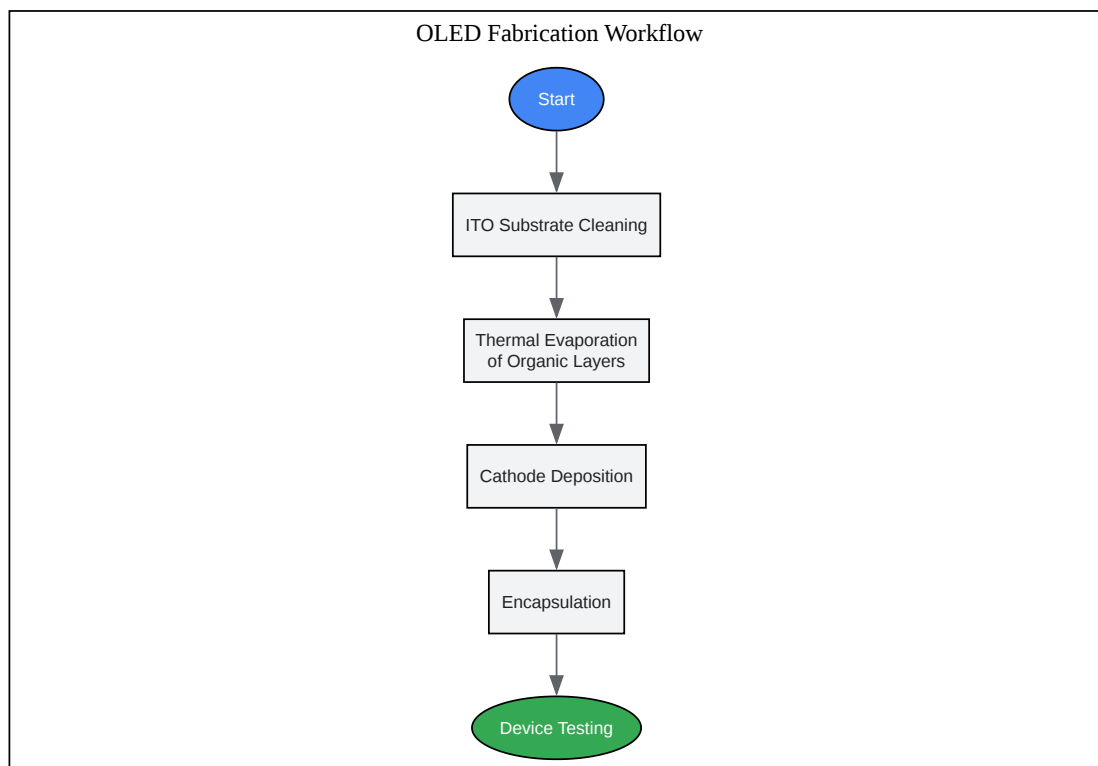 OLED Fabrication Workflow
Start
ITO Substrate Cleaning
Thermal Evaporation
of Organic Layers
Cathode Deposition
Encapsulation
Device Testing